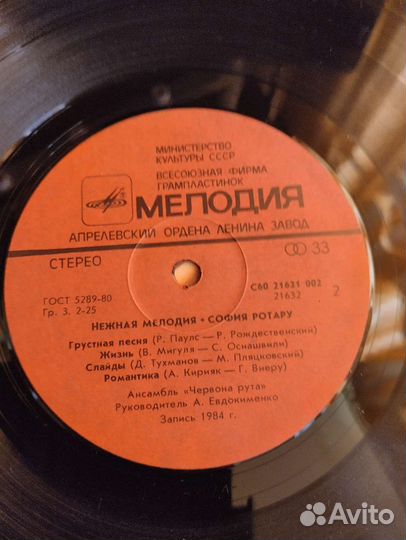 МИНИСТЕРСТВО
КУЛЬТУРЫ СССР
ВСЕСОЮЗНАЯ ФИРМА
ГРАМПЛАСТИНОК
МЕЛОДИЯ
АПРЕЛЕВСКИЙ ОРДЕНА ЛЕНИНА ЗАВОД
СТЕРЕО
33
ГОСТ 5289-80
Гр. 3. 2-25
С60 21631 002
21632
2
НЕЖНАЯ МЕЛОДИЯ • СОФИЯ РОТАРУ
Грустная песня (Р. Паулс — Р. Рождественский)
Жизнь (В. Мигуля — С. Осиашвили)
Слайды (Д. Тухманов — М. Пляцковский)
Романтика (А. Кирияк — Г. Виеру)
Ансамбль «Червона рута»
Руководитель А. Евдокименко
Запись 1984 г.
Avito